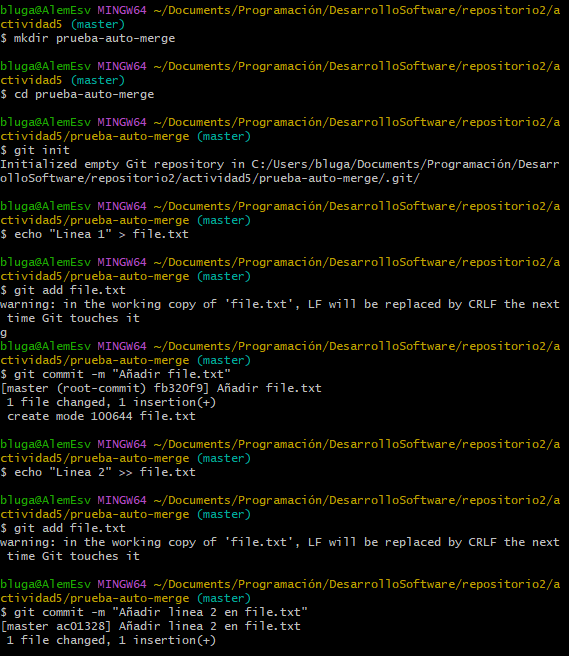 bluga@AlemEsv MINGW64 ~/Documents/Programación/DesarrolloSoftware/repositorio2/a
ctividad5 (master)
$ mkdir prueba-auto-merge
bluga@AlemEsv MINGW64 ~/Documents/Programación/DesarrolloSoftware/repositorio2/a
ctividad5 (master)
$ cd prueba-auto-merge
bluga@AlemEsv MINGW64 ~/Documents/Programación/DesarrolloSoftware/repositorio2/a
ctividad5/prueba-auto-merge (master)
$ git init
Initialized empty Git repository in C:/Users/bluga/Documents/Programación/Desarr
olloSoftware/repositorio2/actividad5/prueba-auto-merge/.git/
bluga@AlemEsv MINGW64 ~/Documents/Programación/DesarrolloSoftware/repositorio2/a
ctividad5/prueba-auto-merge (master)
$ echo "Linea 1" > file.txt
bluga@AlemEsv MINGW64 ~/Documents/Programación/DesarrolloSoftware/repositorio2/a
ctividad5/prueba-auto-merge (master)
$ git add file.txt
warning: in the working copy of 'file.txt', LF will be replaced by CRLF the next
 time Git touches it
g
bluga@AlemEsv MINGW64 ~/Documents/Programación/DesarrolloSoftware/repositorio2/a
ctividad5/prueba-auto-merge (master)
$ git commit -m "Añadir file.txt"
[master (root-commit) fb320f9] Añadir file.txt
 1 file changed, 1 insertion(+)
 create mode 100644 file.txt
bluga@AlemEsv MINGW64 ~/Documents/Programación/DesarrolloSoftware/repositorio2/a
ctividad5/prueba-auto-merge (master)
$ echo "Linea 2" >> file.txt
bluga@AlemEsv MINGW64 ~/Documents/Programación/DesarrolloSoftware/repositorio2/a
ctividad5/prueba-auto-merge (master)
$ git add file.txt
warning: in the working copy of 'file.txt', LF will be replaced by CRLF the next
 time Git touches it
bluga@AlemEsv MINGW64 ~/Documents/Programación/DesarrolloSoftware/repositorio2/a
ctividad5/prueba-auto-merge (master)
$ git commit -m "Añadir linea 2 en file.txt"
[master ac01328] Añadir linea 2 en file.txt
 1 file changed, 1 insertion(+)